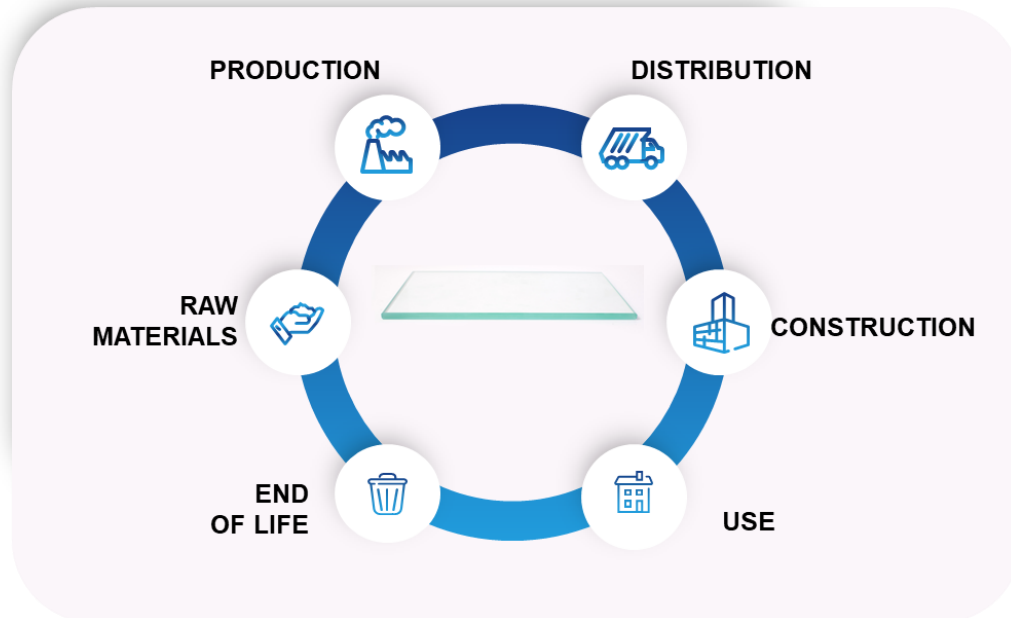 PRODUCTION
DISTRIBUTION
RAW
MATERIALS
CONSTRUCTION
END
OF LIFE
USE